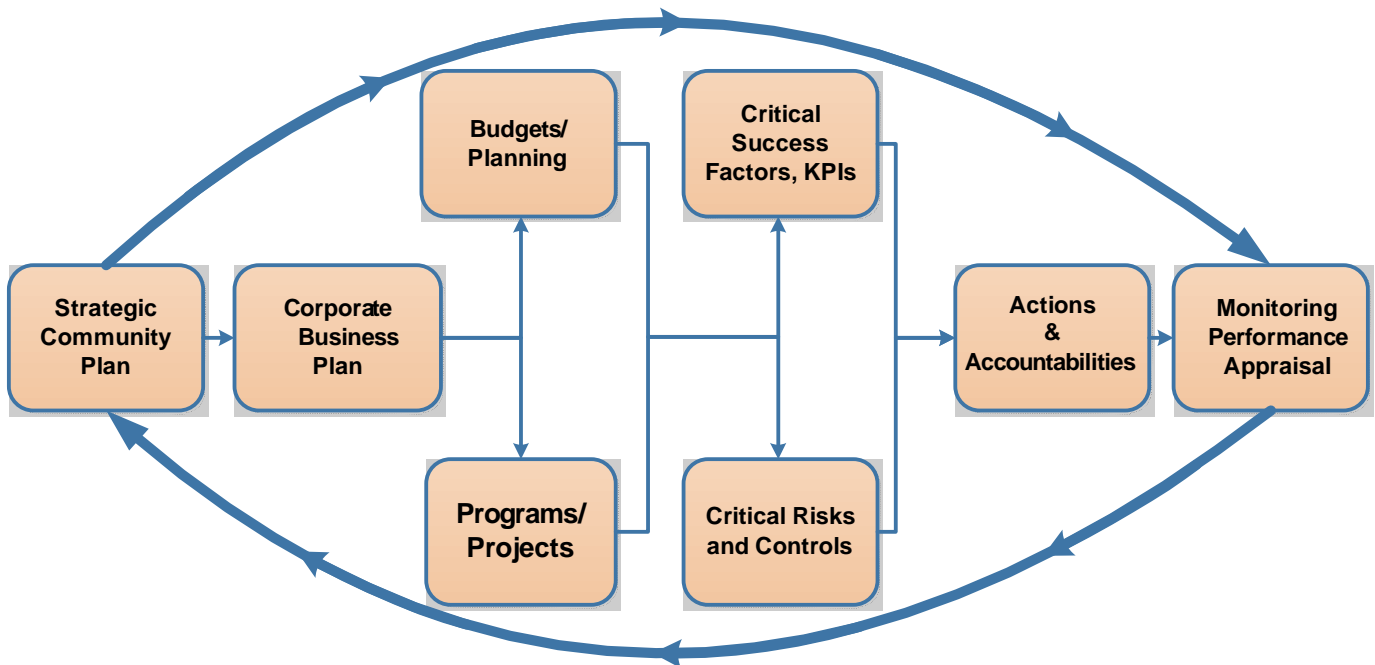 Strategic
Community
Plan
Corporate
Business
Plan
Budgets/
Planning
Programs/
Projects
Critical
Success
Factors, KPIs
Critical Risks
and Controls
Actions
&
Accountabilities
Monitoring
Performance
Appraisal